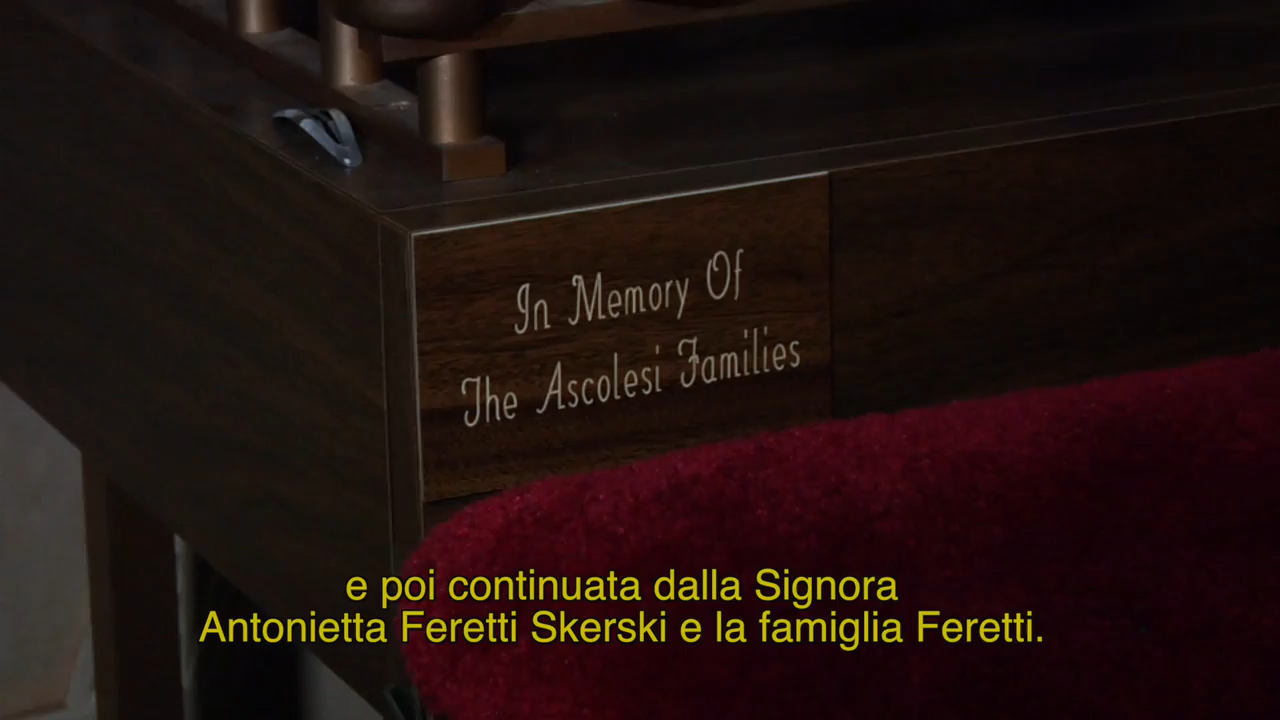 In Memory Of
The Ascolesi Families
e poi continuata dalla Signora
Antonietta Feretti Skerski e la famiglia Feretti.